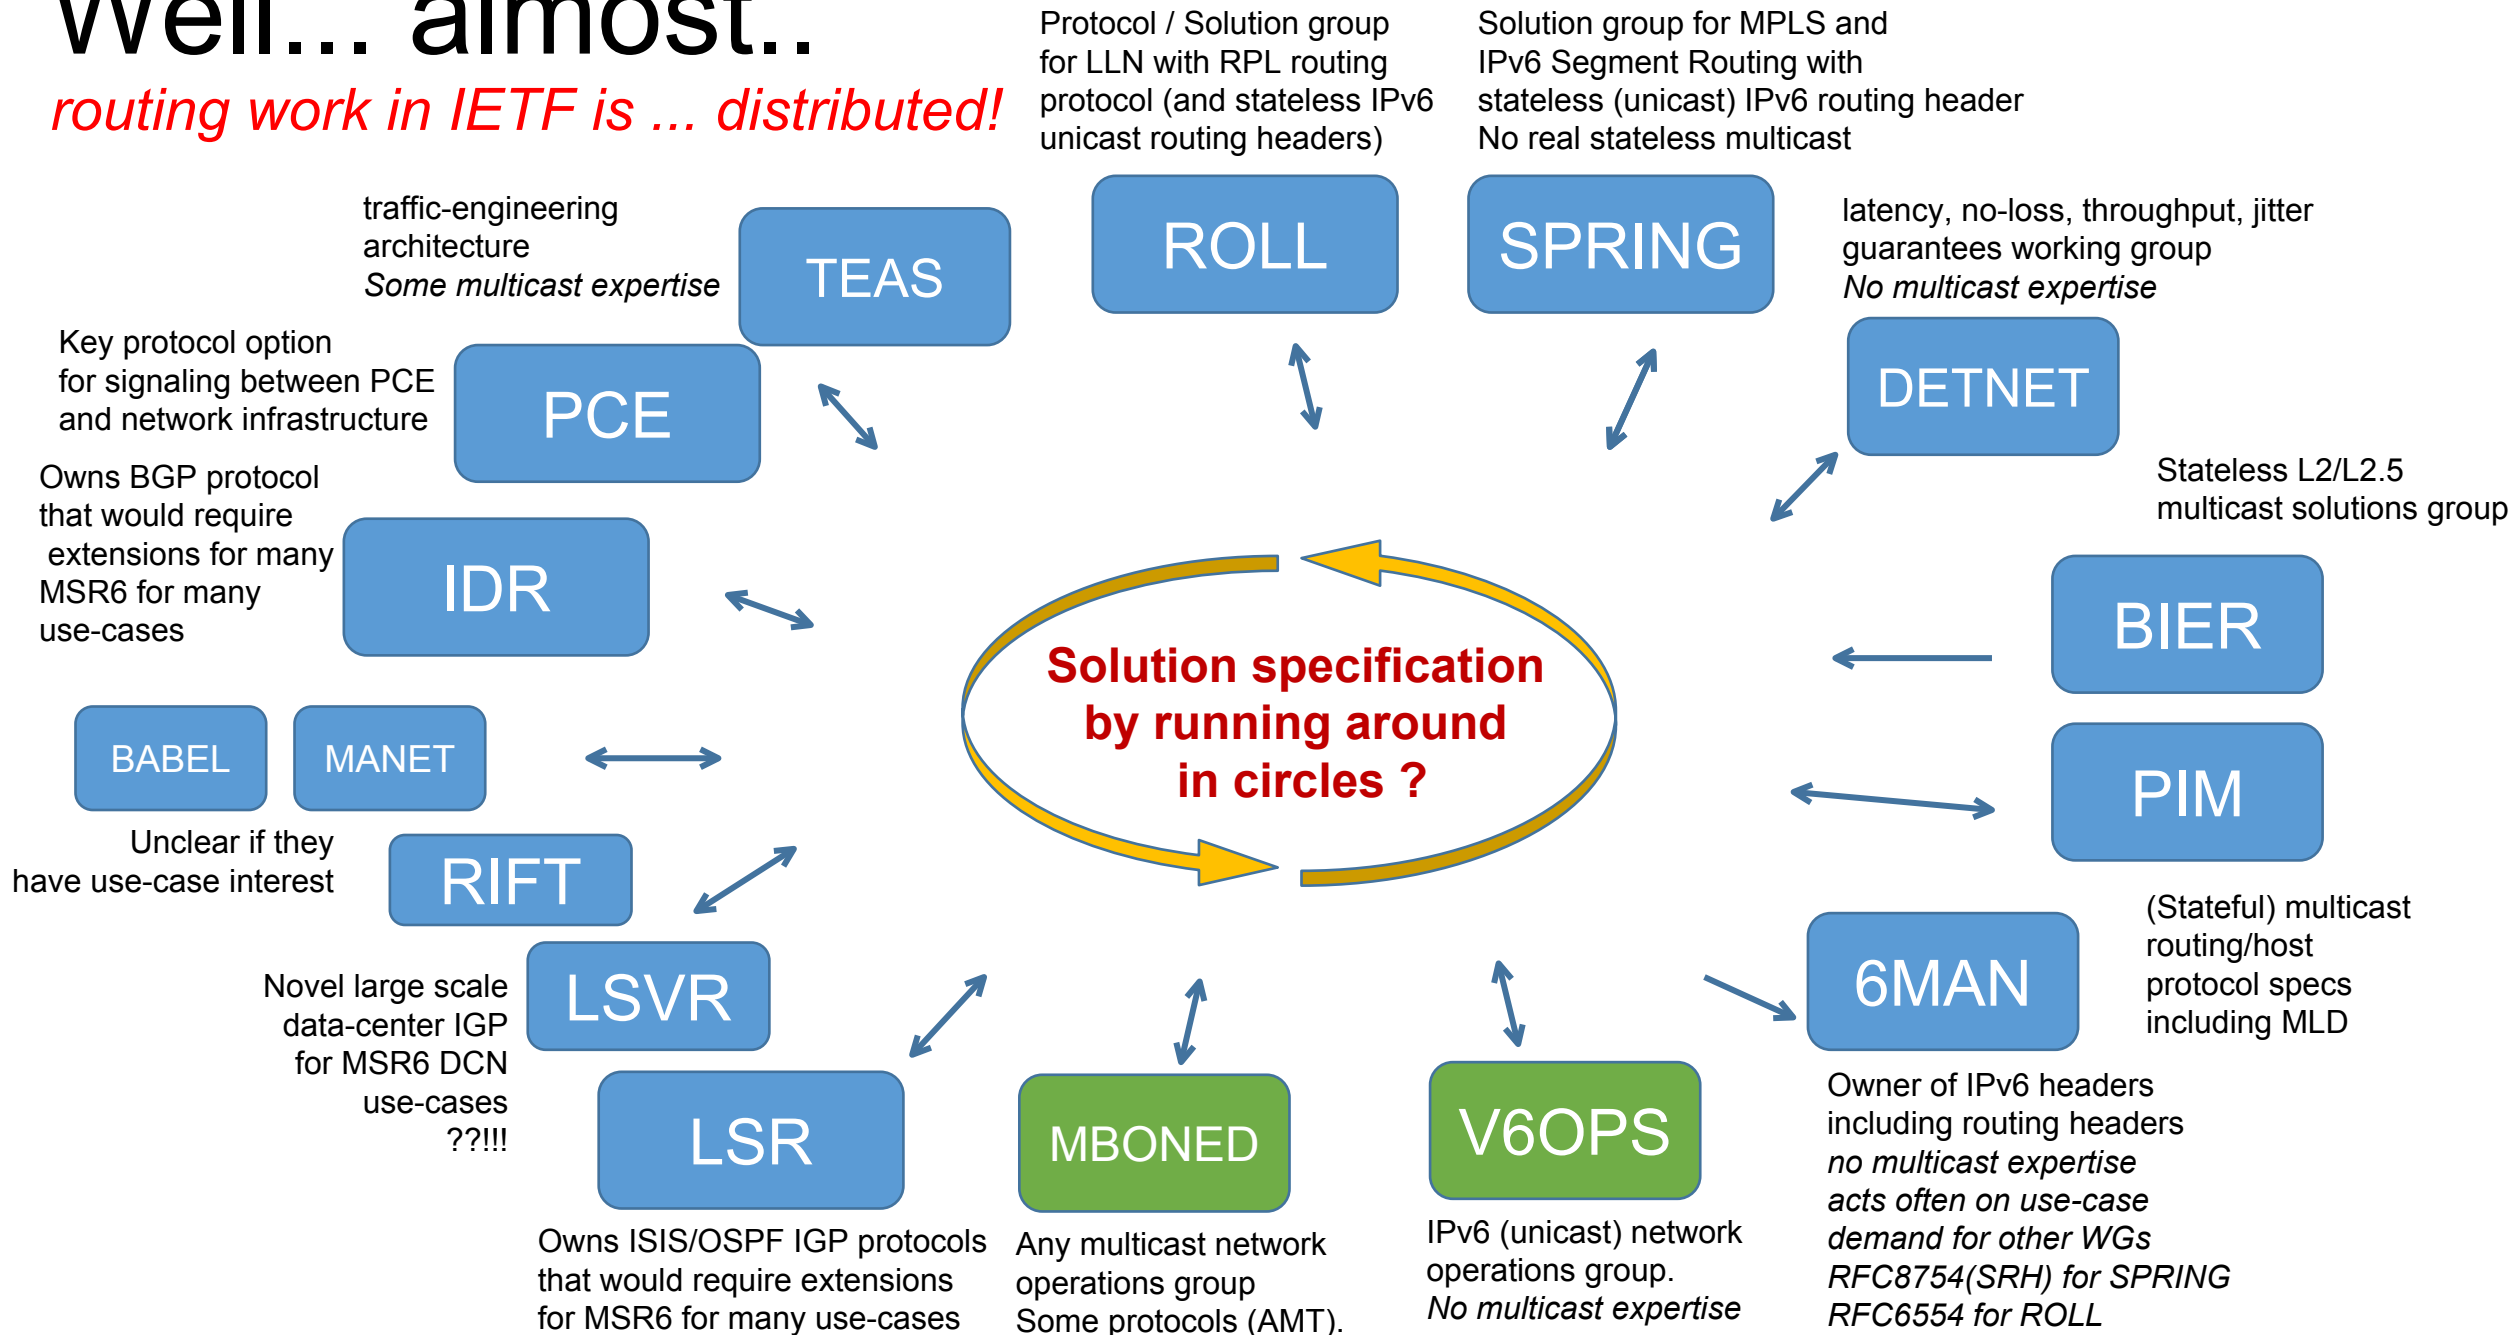 Well... almost..
routing work in IETF is ... distributed!
Protocol / Solution group
for LLN with RPL routing
protocol (and stateless IPv6
unicast routing headers)
Solution group for MPLS and
IPv6 Segment Routing with
stateless (unicast) IPv6 routing header
No real stateless multicast
traffic-engineering
architecture
Some multicast expertise
TEAS
ROLL
SPRING
latency, no-loss, throughput, jitter
guarantees working group
No multicast expertise
Key protocol option
for signaling between PCE
and network infrastructure
PCE
DETNET
Owns BGP protocol
that would require
extensions for many
MSR6 for many
use-cases
IDR
Stateless L2/L2.5
multicast solutions group
BIER
Solution specification
by running around
in circles ?
BABEL
MANET
PIM
Unclear if they
have use-case interest
RIFT
(Stateful) multicast
routing/host
protocol specs
including MLD
Novel large scale
data-center IGP
for MSR6 DCN
use-cases
??!!!
LSVR
6MAN
LSR
MBONED
V6OPS
Owner of IPv6 headers
including routing headers
no multicast expertise
acts often on use-case
demand for other WGs
RFC8754(SRH) for SPRING
RFC6554 for ROLL
Owns ISIS/OSPF IGP protocols
that would require extensions
for MSR6 for many use-cases
Any multicast network
operations group
Some protocols (AMT).
IPv6 (unicast) network
operations group.
No multicast expertise